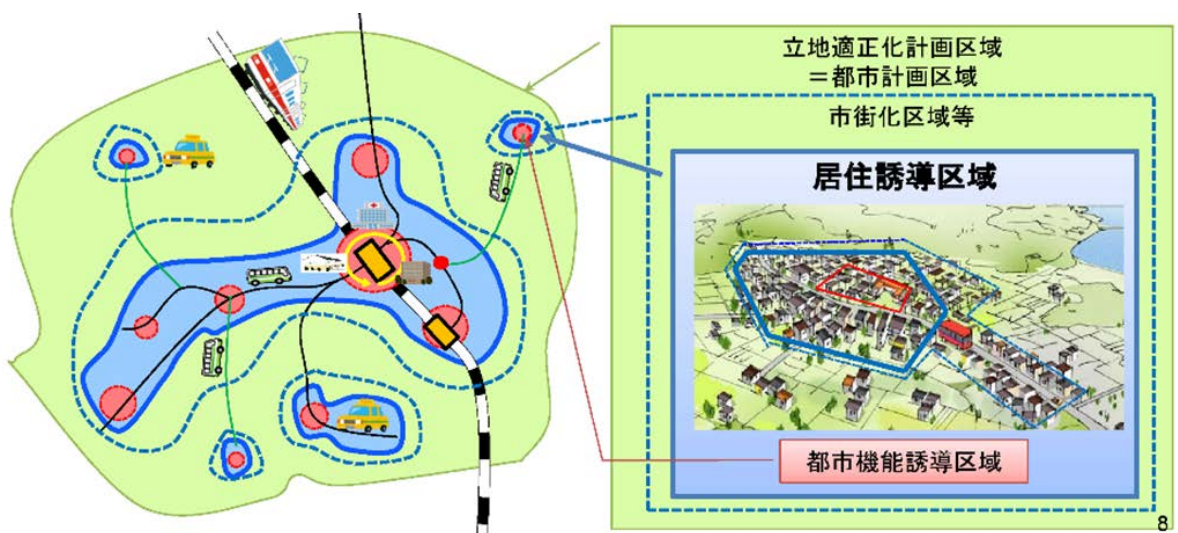 立地適正化計画区域
＝都市計画区域
市街化区域等
居住誘導区域
都市機能誘導区域
8